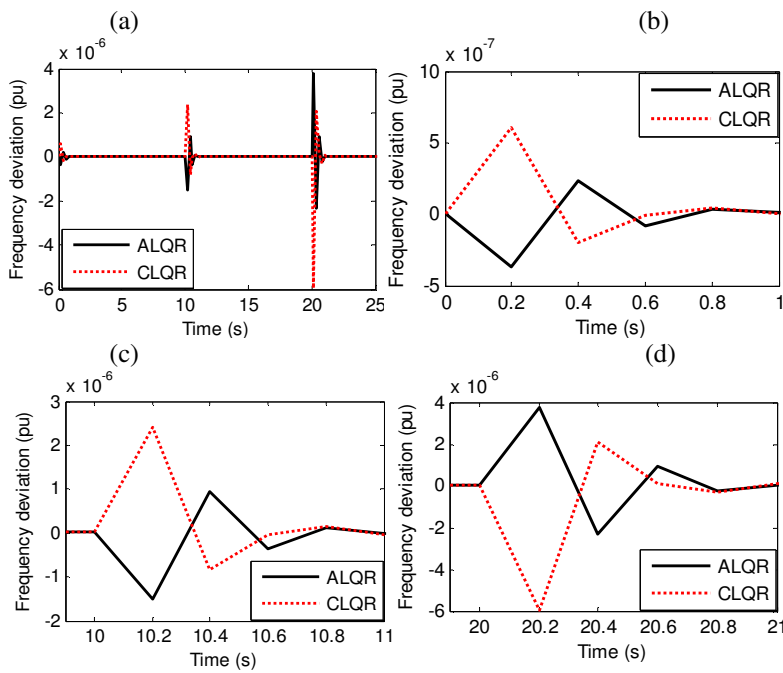 (a)
x 10^-6
Frequency deviation (pu)
4
2
0
-2
-4
-6
0
5
10
15
20
25
Time (s)
ALQR
CLQR
(b)
x 10^-7
Frequency deviation (pu)
10
5
0
-5
0
0.2
0.4
0.6
0.8
1
Time (s)
ALQR
CLQR
(c)
x 10^-6
Frequency deviation (pu)
3
2
1
0
-1
-2
10
10.2
10.4
10.6
10.8
11
Time (s)
ALQR
CLQR
(d)
x 10^-6
Frequency deviation (pu)
4
2
0
-2
-4
-6
20
20.2
20.4
20.6
20.8
21
Time (s)
ALQR
CLQR